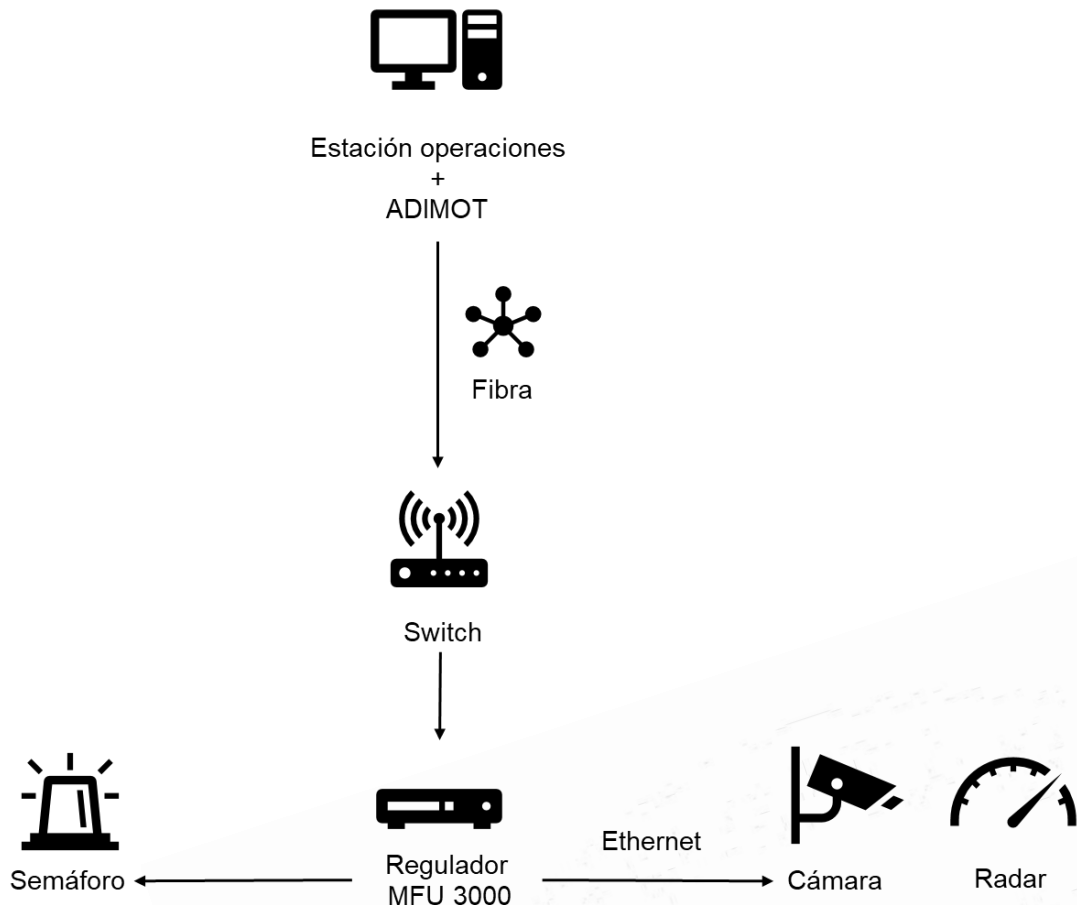 Estación operaciones
+
ADIMOT
Fibra
Switch
Ethernet
Semáforo
Regulador
MFU 3000
Cámara
Radar